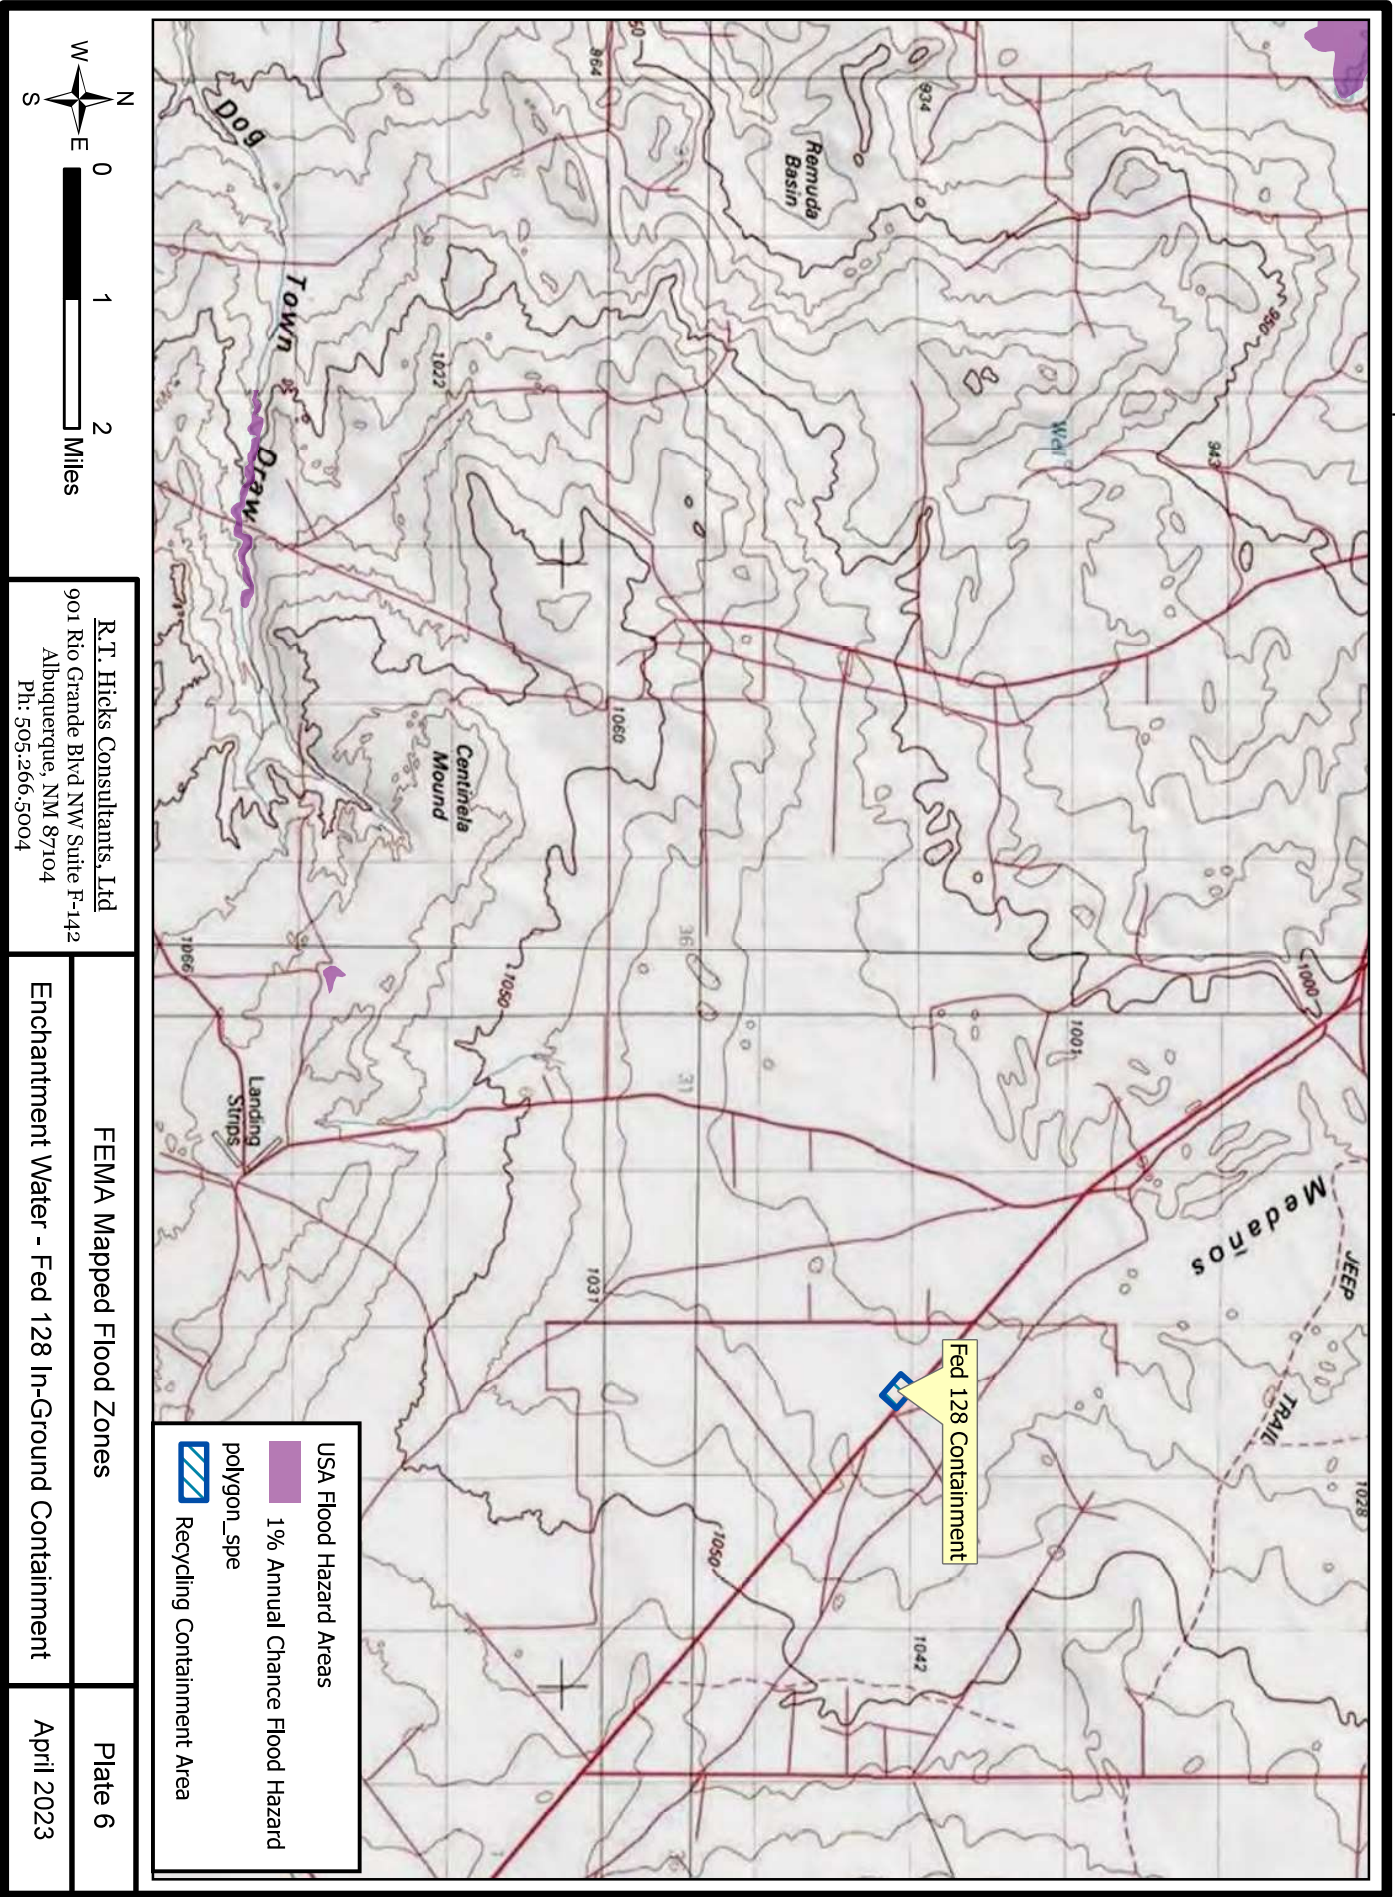 964
50
934
Remuda
Basin
Dog
Town
Draw
1022
950
943
Well
1060
Centinela
Mound
36
1050
1066
1000
1001
31
Landing
Strips
Medaños
JEEP
TRAIL
1031
1028
Fed 128 Containment
1050
1042
36
USA Flood Hazard Areas
1% Annual Chance Flood Hazard
polygon_spe
Recycling Containment Area
N
W
E
S
0
1
2
Miles
R.T. Hicks Consultants, Ltd
901 Rio Grande Blvd NW Suite F-142
Albuquerque, NM 87104
Ph: 505.266.5004
FEMA Mapped Flood Zones
Enchantment Water - Fed 128 In-Ground Containment
Plate 6
April 2023